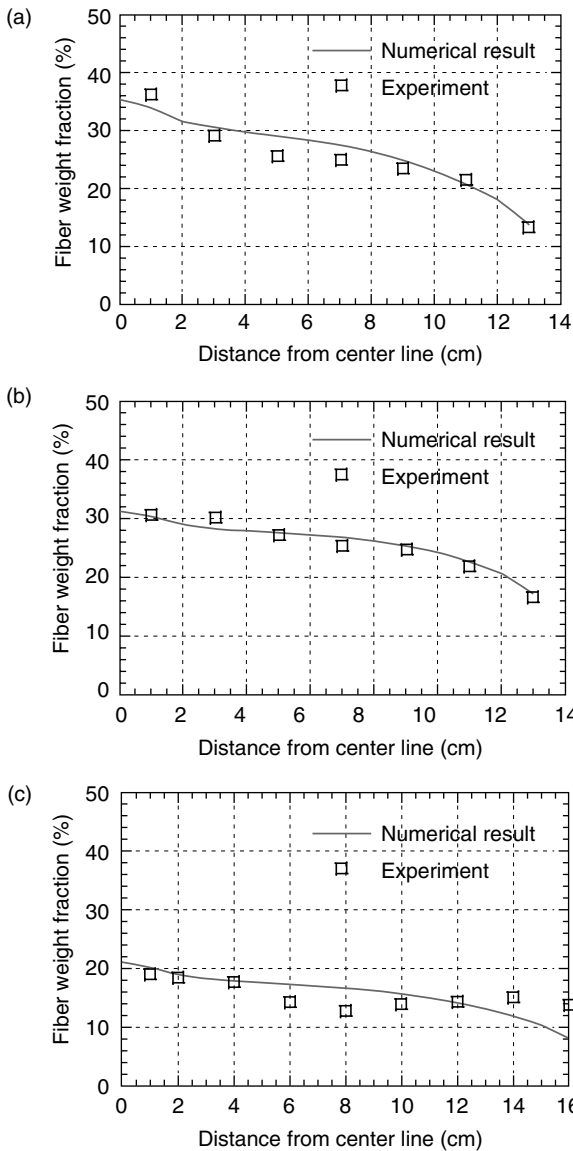 (a)
50
40
30
20
10
0
Fiber weight fraction (%)
Numerical result
Experiment
0 2 4 6 8 10 12 14
Distance from center line (cm)
(b)
50
40
30
20
10
0
Fiber weight fraction (%)
Numerical result
Experiment
0 2 4 6 8 10 12 14
Distance from center line (cm)
(c)
50
40
30
20
10
0
Fiber weight fraction (%)
Numerical result
Experiment
0 2 4 6 8 10 12 14 16
Distance from center line (cm)